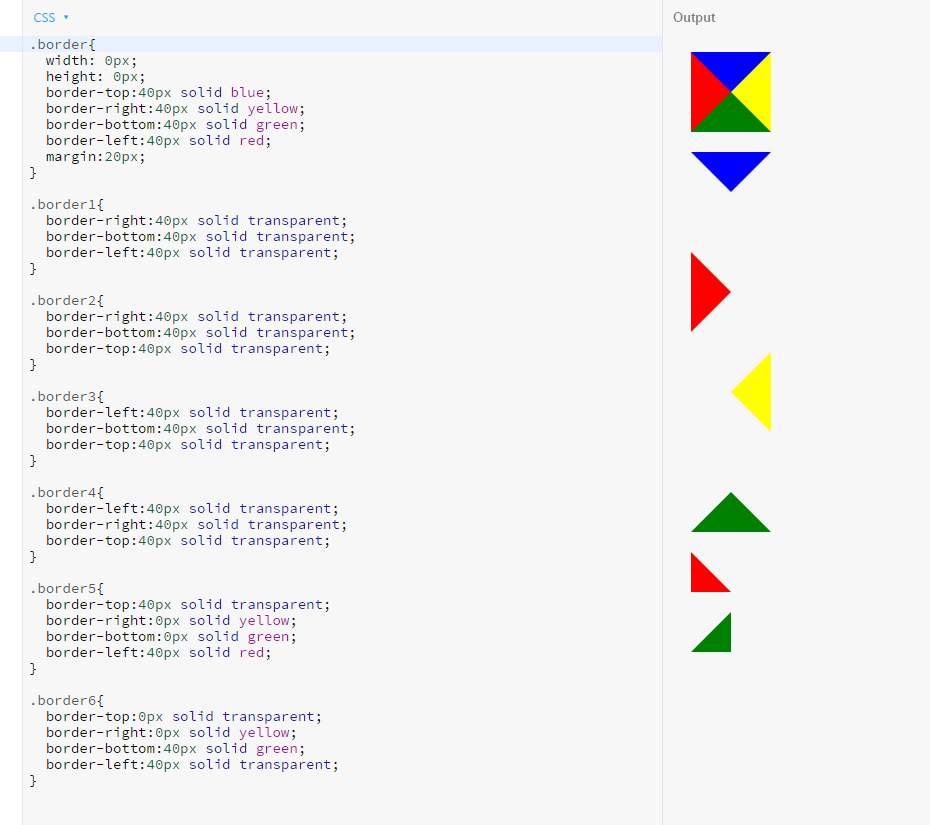 CSS ▾
.border{
  width: 0px;
  height: 0px;
  border-top:40px solid blue;
  border-right:40px solid yellow;
  border-bottom:40px solid green;
  border-left:40px solid red;
  margin:20px;
}

.border1{
  border-right:40px solid transparent;
  border-bottom:40px solid transparent;
  border-left:40px solid transparent;
}

.border2{
  border-right:40px solid transparent;
  border-bottom:40px solid transparent;
  border-top:40px solid transparent;
}

.border3{
  border-left:40px solid transparent;
  border-bottom:40px solid transparent;
  border-top:40px solid transparent;
}

.border4{
  border-left:40px solid transparent;
  border-right:40px solid transparent;
  border-top:40px solid transparent;
}

.border5{
  border-top:40px solid transparent;
  border-right:0px solid yellow;
  border-bottom:0px solid green;
  border-left:40px solid red;
}

.border6{
  border-top:0px solid transparent;
  border-right:0px solid yellow;
  border-bottom:40px solid green;
  border-left:40px solid transparent;
}
Output